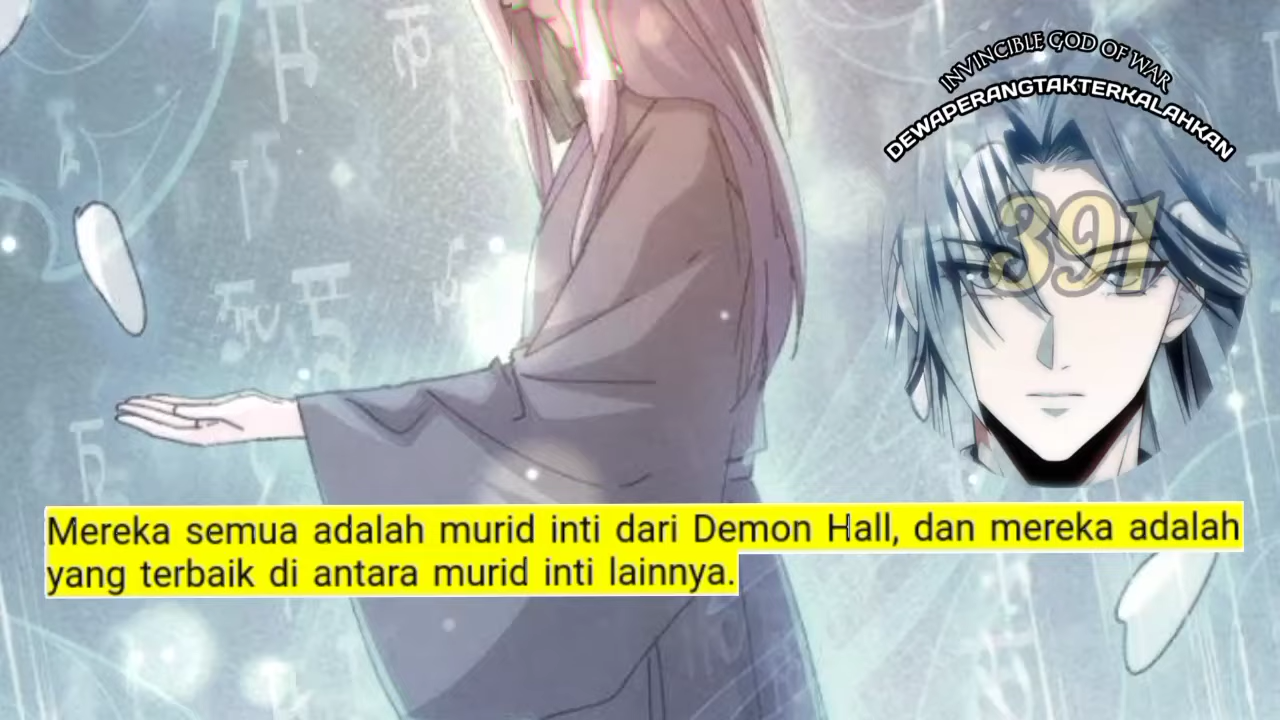 INVINCIBLE GOD OF WAR
DEWAPERANGTAKTERKALAHKAN
391
Mereka semua adalah murid inti dari Demon Hall, dan mereka adalah
yang terbaik di antara murid inti lainnya.